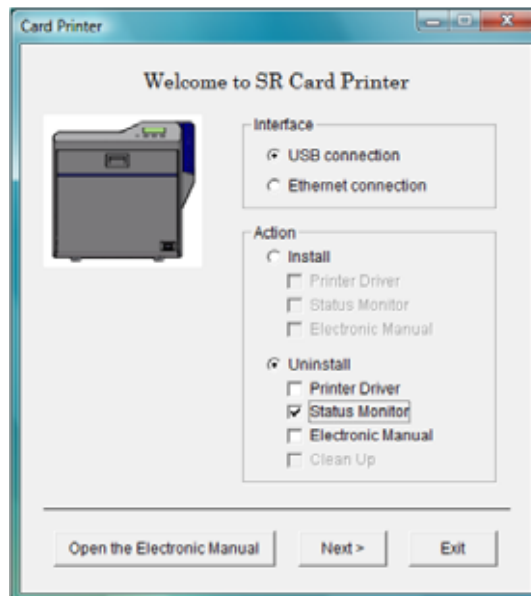 Card Printer
Welcome to SR Card Printer
Interface
USB connection
Ethernet connection
Action
Install
Printer Driver
Status Monitor
Electronic Manual
Uninstall
Printer Driver
Status Monitor
Electronic Manual
Clean Up
Open the Electronic Manual
Next >
Exit